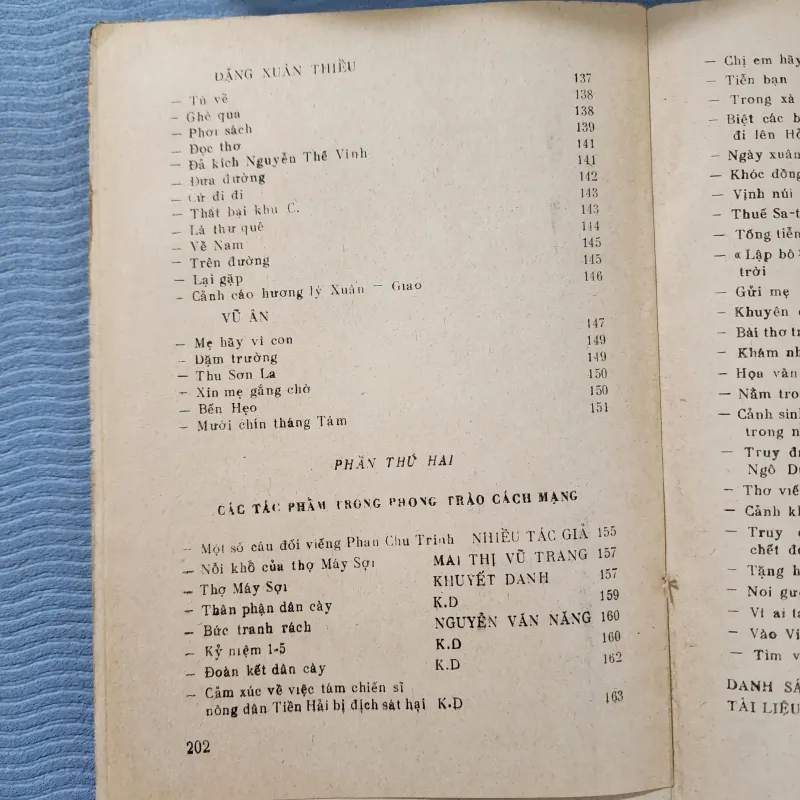 ĐẶNG XUÂN THIỀU
— Tù về 137
— Ghẻ qua 138
— Phơi sách 138
— Đọc thơ 139
— Đả kích Nguyễn Thế Vinh 141
— Đưa đường 141
— Cứ đi đi 142
— Thất bại khu C. 143
— Lá thư quê 143
— Về Nam 144
— Trên đường 145
— Lại gặp 145
— Cảnh cáo hương lý Xuân — Giao 146
VŨ ÂN
— Mẹ hãy vì con 147
— Dặm trường 149
— Thu Sơn La 149
— Xin mẹ gắng chờ 150
— Bến Hẹo 150
— Mười chín tháng Tám 151
PHẦN THỨ HAI
CÁC TÁC PHẨM TRONG PHONG TRÀO CÁCH MẠNG
— Một số câu đối viếng Phan Chu Trinh NHIỀU TÁC GIẢ 155
— Nỗi khổ của thợ Máy Sợi MAI THỊ VŨ TRANG 157
— Thợ Máy Sợi KHUYẾT DANH 157
— Thân phận dân cày K.D 159
— Bức tranh rách NGUYỄN VĂN NĂNG 160
— Kỷ niệm 1-5 K.D 160
— Đoàn kết dân cày K.D 162
— Cảm xúc về việc tám chiến sĩ
nông dân Tiền Hải bị địch sát hại K.D 163
202
— Chị em hãy
— Tiễn bạn
— Trong xà
— Biệt các
đi lên
— Ngày xuân
— Khóc đồng
— Vịnh núi
— Thuế Sa-t
— Tống tiễn
— « Lập bô
trời
— Gửi mẹ
— Khuyên
— Bài thơ
— Khám
— Họa vàn
— Nằm
— Cảnh sinh
trong
— Truy
Ngô
— Thơ viế
— Cảnh
— Truy
chết
— Tặng
— Noi
— Vì ai
— Vào
— Tìm
DANH
TÀI LIỆU